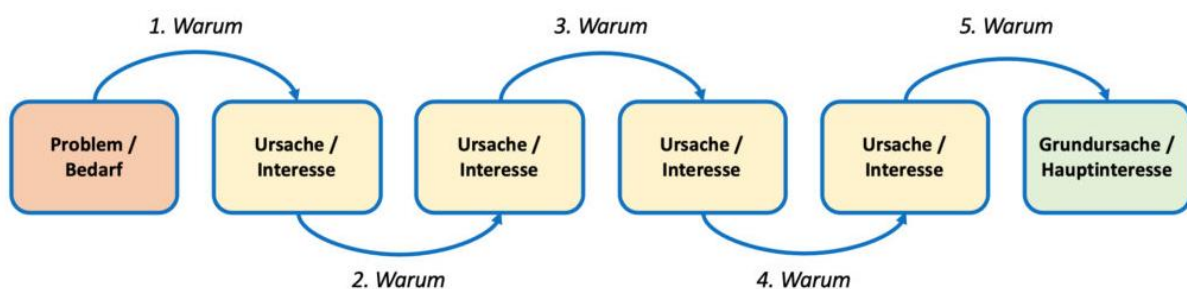 1. Warum
3. Warum
5. Warum
Problem /
Bedarf
Ursache /
Interesse
Ursache /
Interesse
Ursache /
Interesse
Ursache /
Interesse
Grundursache /
Hauptinteresse
2. Warum
4. Warum